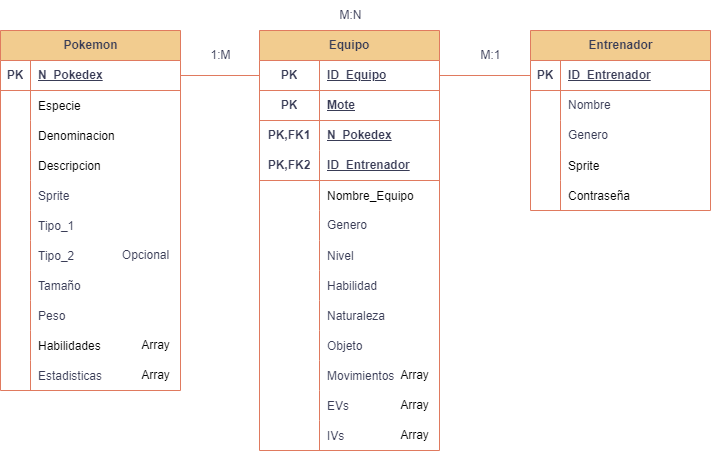 M:N
Pokemon
PK N_Pokedex
Especie
Denominacion
Descripcion
Sprite
Tipo_1
Tipo_2 Opcional
Tamaño
Peso
Habilidades Array
Estadisticas Array
1:M
Equipo
PK ID_Equipo
PK Mote
PK,FK1 N_Pokedex
PK,FK2 ID_Entrenador
Nombre_Equipo
Genero
Nivel
Habilidad
Naturaleza
Objeto
Movimientos Array
EVs Array
IVs Array
M:1
Entrenador
PK ID_Entrenador
Nombre
Genero
Sprite
Contraseña